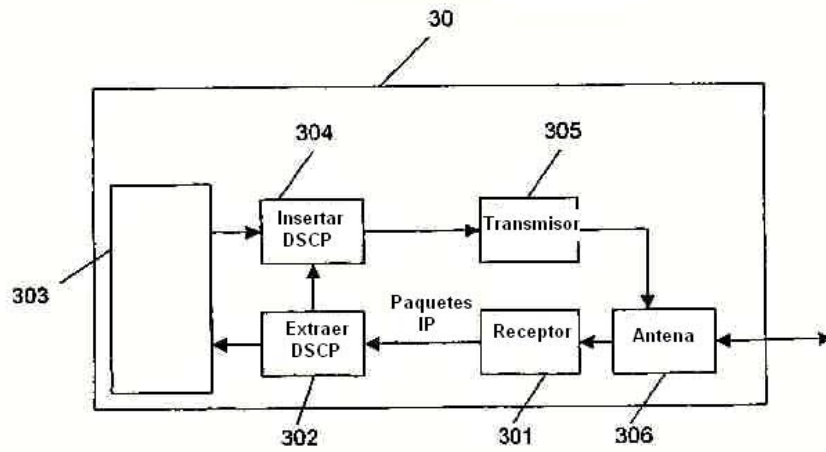 30
304
305
Insertar
DSCP
Transmisor
303
Paquetes
IP
Extraer
DSCP
Receptor
Antena
302
301
306